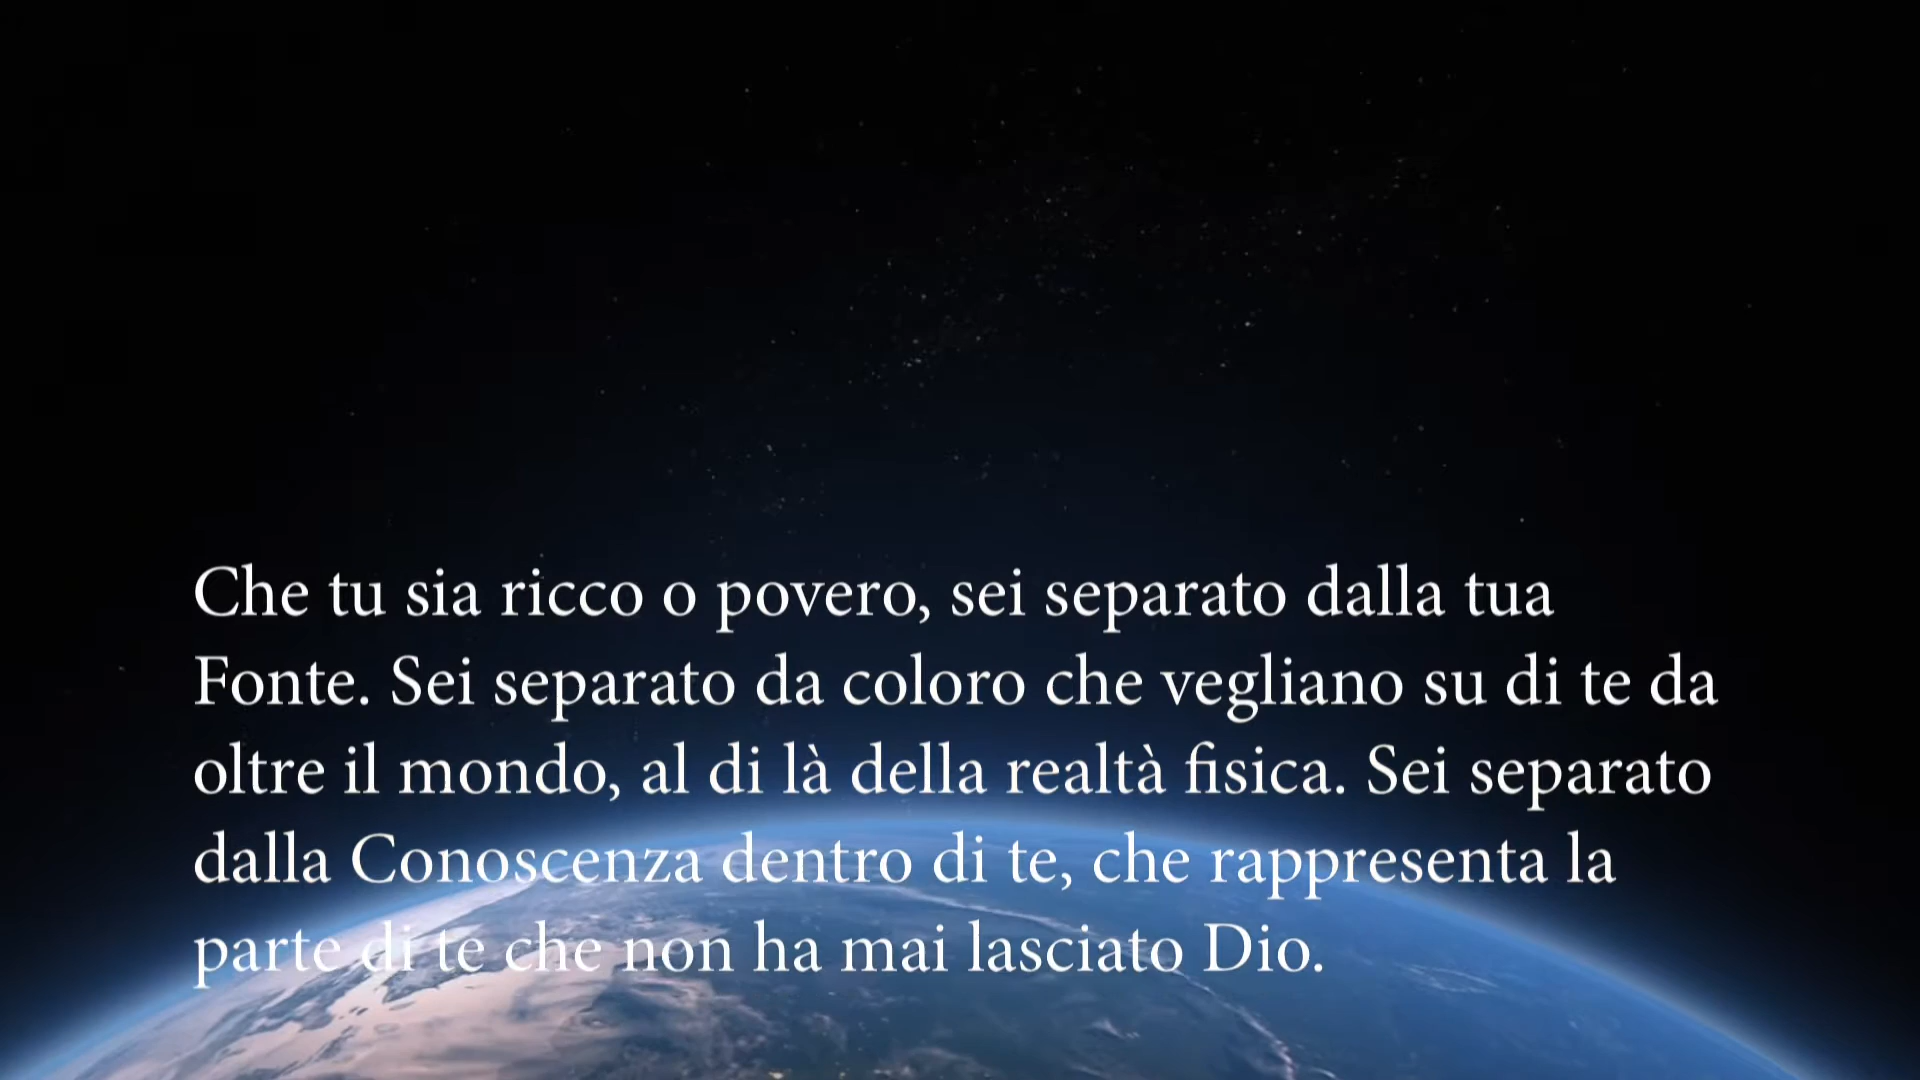 Che tu sia ricco o povero, sei separato dalla tua
Fonte. Sei separato da coloro che vegliano su di te da
oltre il mondo, al di là della realtà fisica. Sei separato
dalla Conoscenza dentro di te, che rappresenta la
parte di te che non ha mai lasciato Dio.